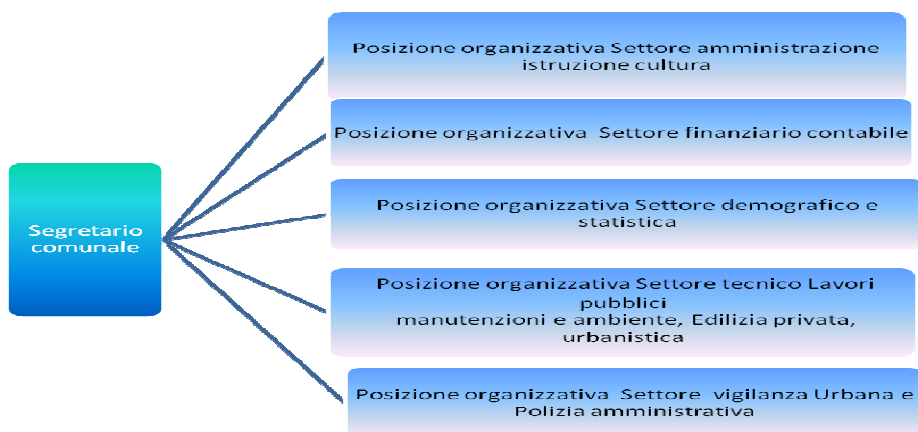 Posizione organizzativa Settore amministrazione
istruzione cultura
Posizione organizzativa Settore finanziario contabile
Segretario
comunale
Posizione organizzativa Settore demografico e
statistica
Posizione organizzativa Settore tecnico Lavori
pubblici
manutenzioni e ambiente, Edilizia privata,
urbanistica
Posizione organizzativa Settore vigilanza Urbana e
Polizia amministrativa